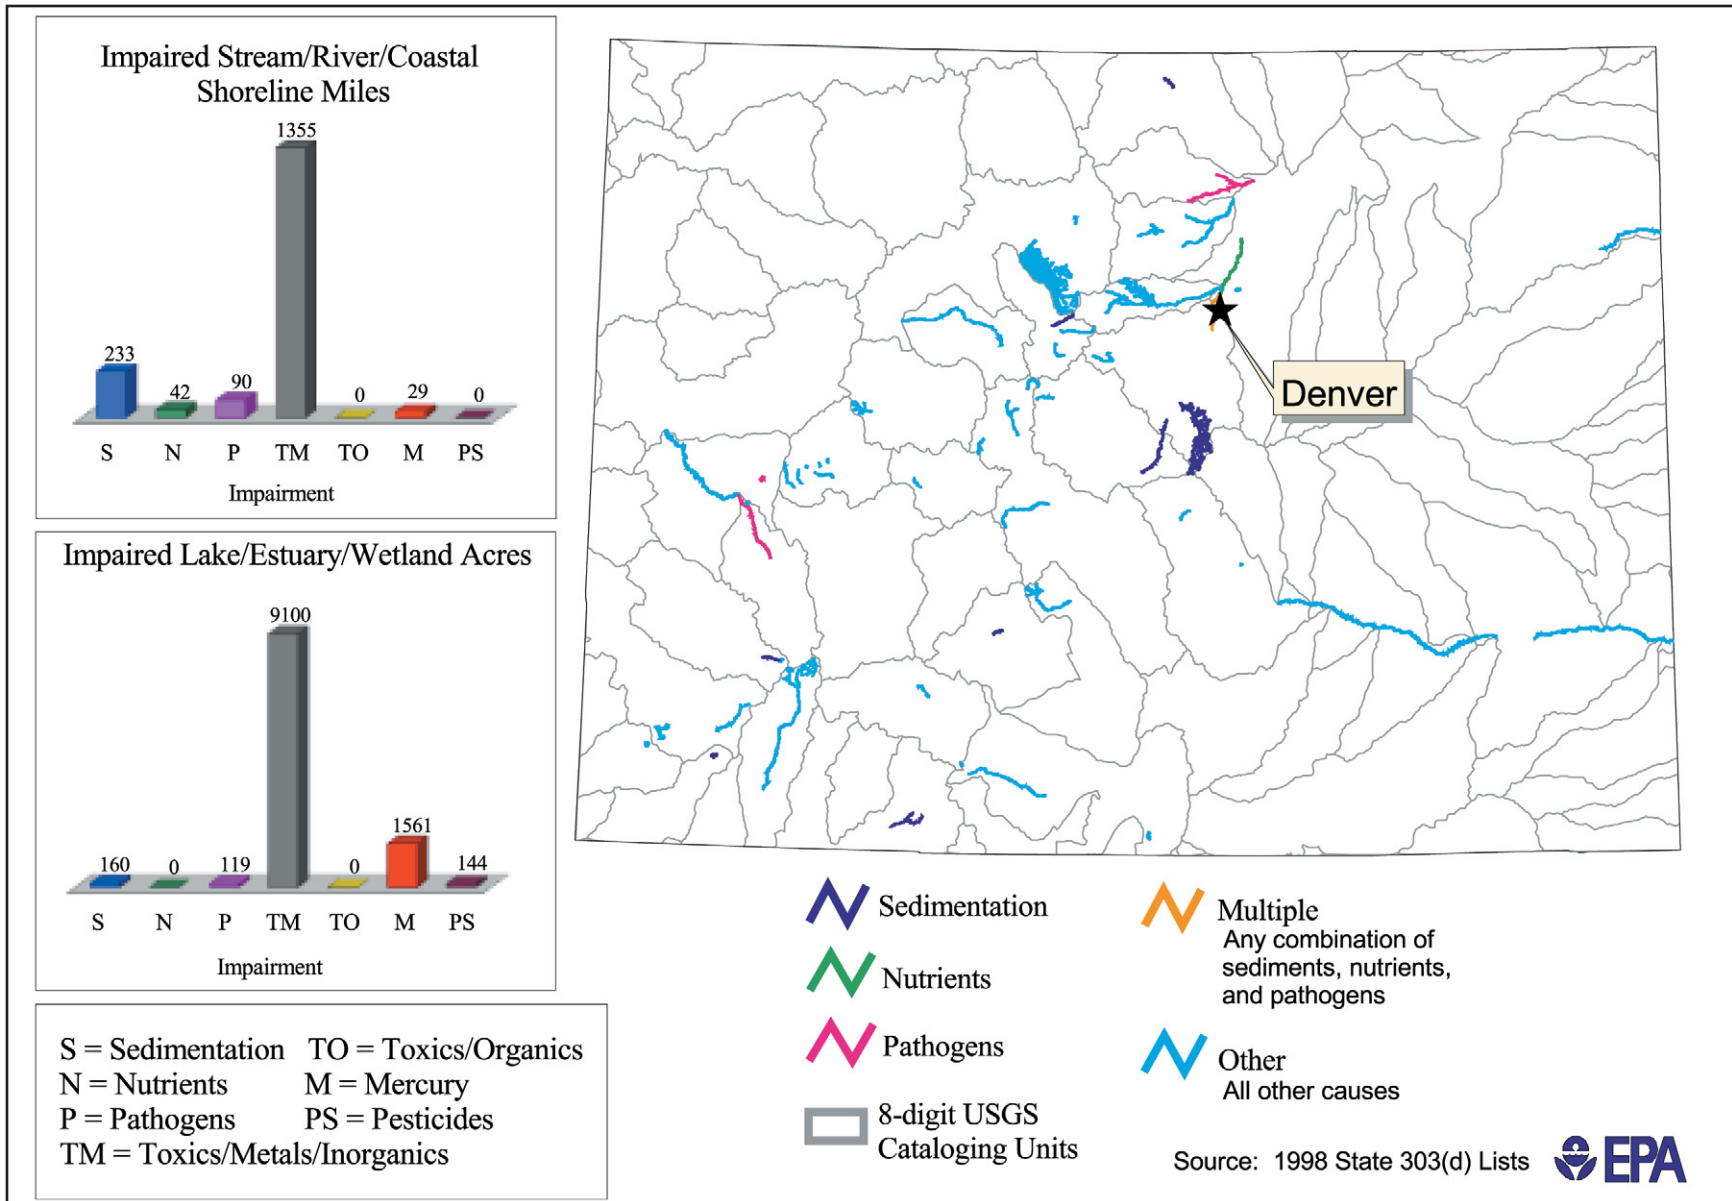 Impaired Stream/River/Coastal
Shoreline Miles
1355
233
42
90
0
29
0
S N P TM TO M PS
Impairment
Impaired Lake/Estuary/Wetland Acres
9100
160
0
119
0
1561
144
S N P TM TO M PS
Impairment
S = Sedimentation TO = Toxics/Organics
N = Nutrients M = Mercury
P = Pathogens PS = Pesticides
TM = Toxics/Metals/Inorganics
Denver
Sedimentation
Nutrients
Pathogens
8-digit USGS
Cataloging Units
Multiple
Any combination of
sediments, nutrients,
and pathogens
Other
All other causes
Source: 1998 State 303(d) Lists
EPA